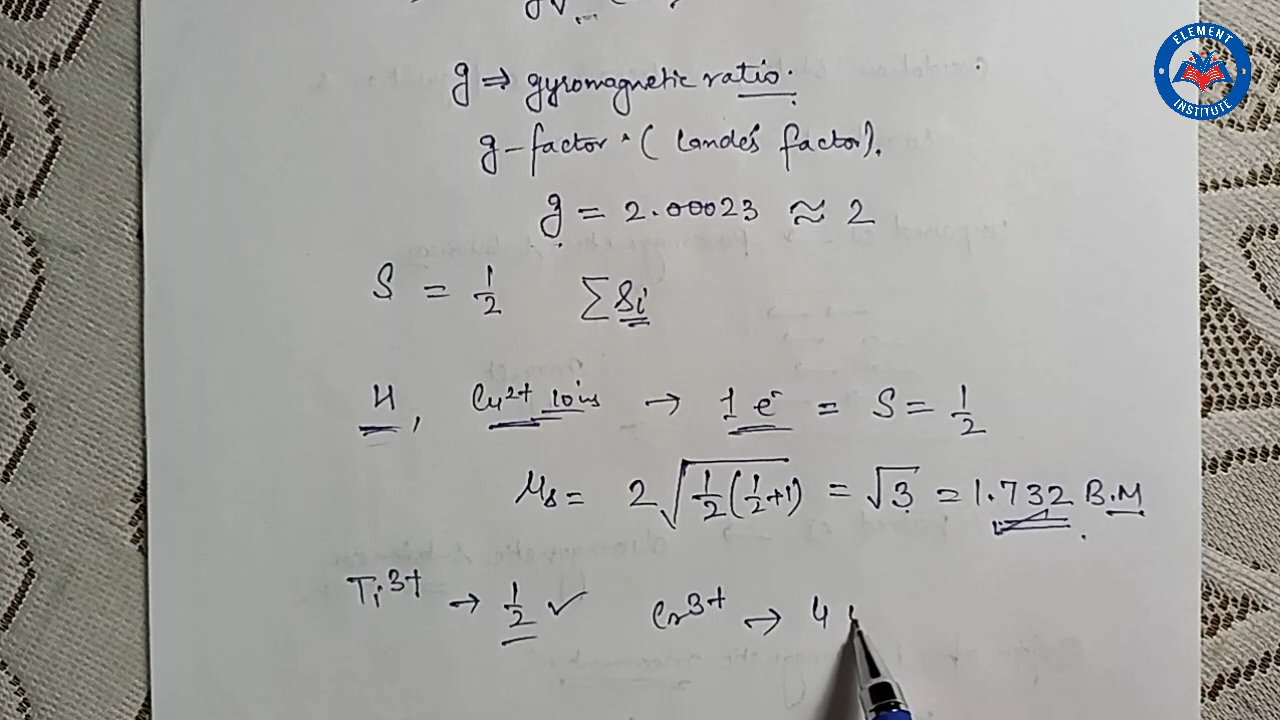 g√
g ⇒ gyromagnetic ratio.
g-factor. (Lande's factor).
g = 2.00023 ≈ 2
S = 1/2 ∑Si
H, Cu²⁺ ions → 1 e⁻ = S = 1/2
μs = 2√(1/2(1/2+1)) = √3 = 1.732 B.M
Ti³⁺ → 1/2 ✓ Cr³⁺ → 4
ELEMENT
INSTITUTE